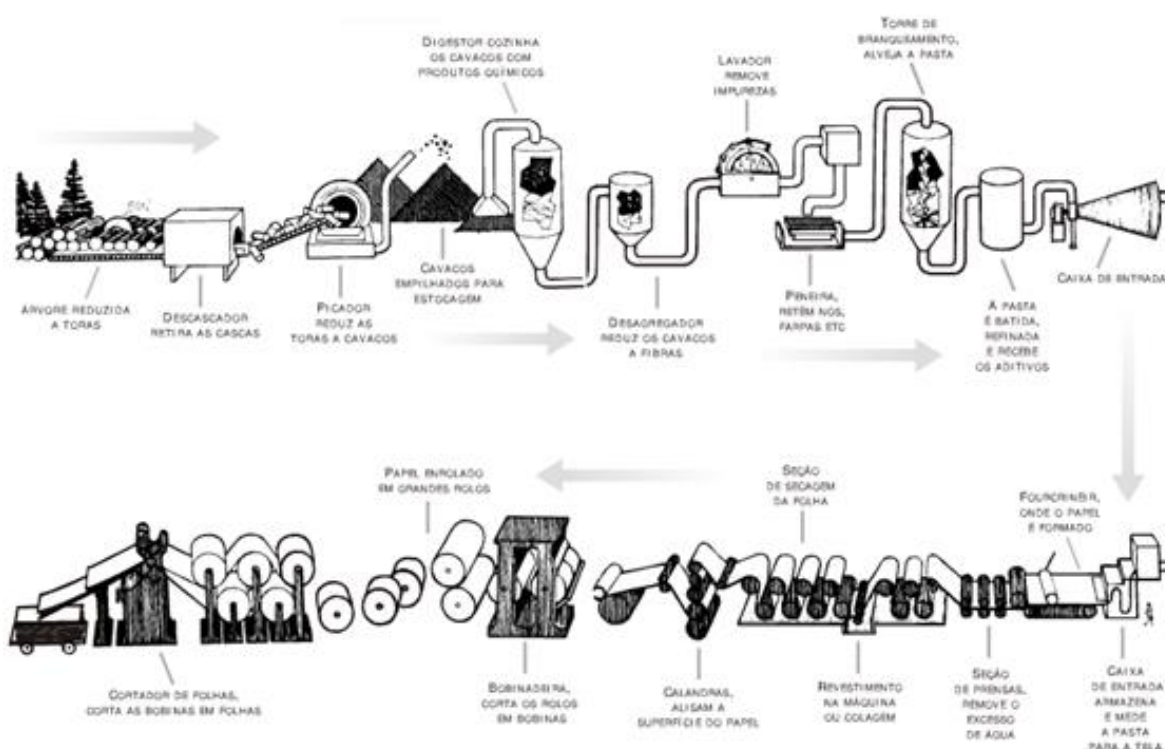 DIGESTOR COZINHA
OS CAVACOS COM
PRODUTOS QUÍMICOS
LAVADOR
REMOVE
IMPUREZAS
TORRE DE
BRANQUEAMENTO,
ALVEJA A PASTA
ÁRVORE REDUZIDA
A TORAS
DESCASCADOR
RETIRA AS CASCAS
PICADOR
REDUZ AS
TORAS A CAVACOS
CAVACOS
EMPILHADOS PARA
ESTOCAGEM
DESAGREGADOR
REDUZ OS CAVACOS
A FIBRAS
PENEIRA,
RETÉM NÓS,
FARPAS ETC
A PASTA
É BATIDA,
REFINADA
E RECEBE
OS ADITIVOS
CAIXA DE ENTRADA
PAPEL ENROLADO
EM GRANDES ROLOS
SEÇÃO
DE SECAGEM
DA FOLHA
FOURDRINEIR,
ONDE O PAPEL
É FORMADO
CORTADOR DE FOLHAS,
CORTA AS BOBINAS EM FOLHAS
BOBINADEIRA,
CORTA OS ROLOS
EM BOBINAS
CALANDRAS,
ALISAM A
SUPERFÍCIE DO PAPEL
REVESTIMENTO
NA MÁQUINA
OU COLAGEM
SEÇÃO
DE PRENSAS,
REMOVE O
EXCESSO
DE ÁGUA
CAIXA
DE ENTRADA
ARMAZENA
E MEDE
A PASTA
PARA A TELA